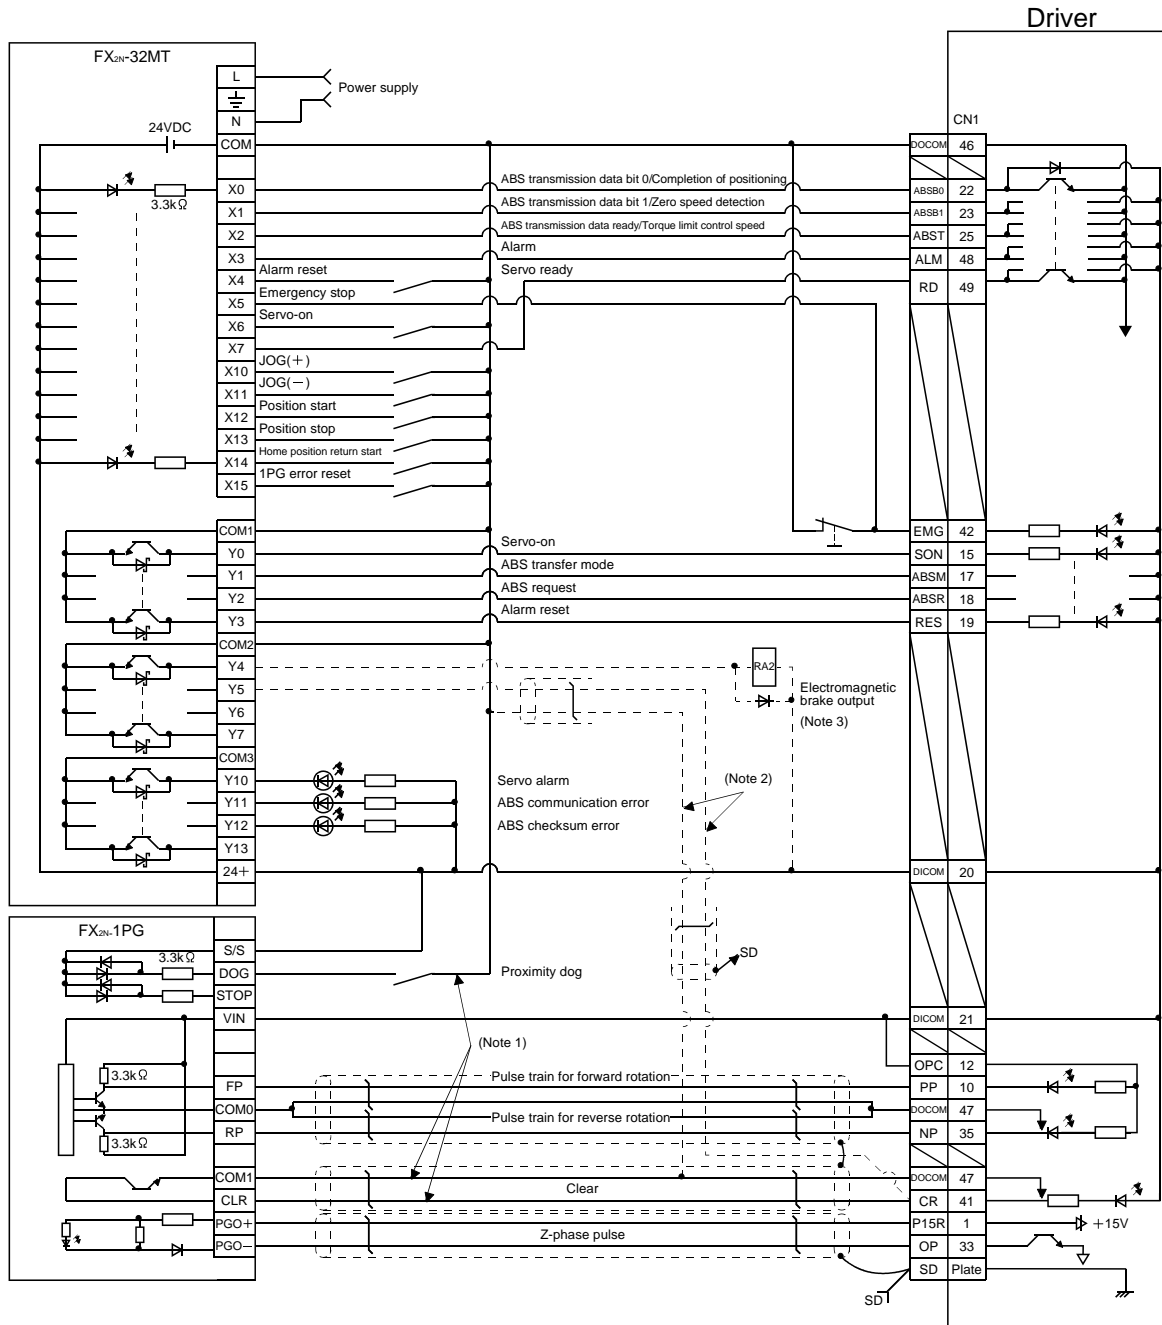 Driver
FX2N-32MT
L
Power supply
N
24VDC
CN1
COM
DOCOM 46
ABS transmission data bit 0/Completion of positioning
X0
ABSB0 22
3.3kΩ
ABS transmission data bit 1/Zero speed detection
X1
ABSB1 23
ABS transmission data ready/Torque limit control speed
X2
ABST 25
Alarm
X3
ALM 48
Alarm reset
Servo ready
X4
RD 49
Emergency stop
X5
Servo-on
X6
X7
JOG(+)
X10
JOG(−)
X11
Position start
X12
Position stop
X13
Home position return start
X14
1PG error reset
X15
COM1
EMG 42
Servo-on
Y0
SON 15
ABS transfer mode
Y1
ABSM 17
ABS request
Y2
ABSR 18
Alarm reset
Y3
RES 19
COM2
Y4
RA2
Y5
Electromagnetic
brake output
Y6
(Note 3)
Y7
COM3
Y10
Servo alarm
(Note 2)
Y11
ABS communication error
Y12
ABS checksum error
Y13
24+
DICOM 20
FX2N-1PG
S/S
3.3kΩ
SD
DOG
Proximity dog
STOP
VIN
DICOM 21
(Note 1)
OPC 12
3.3kΩ
Pulse train for forward rotation
FP
PP 10
COM0
DOCOM 47
Pulse train for reverse rotation
RP
NP 35
3.3kΩ
COM1
DOCOM 47
Clear
CLR
CR 41
PGO+
P15R 1
+15V
Z-phase pulse
PGO−
OP 33
SD Plate
SD